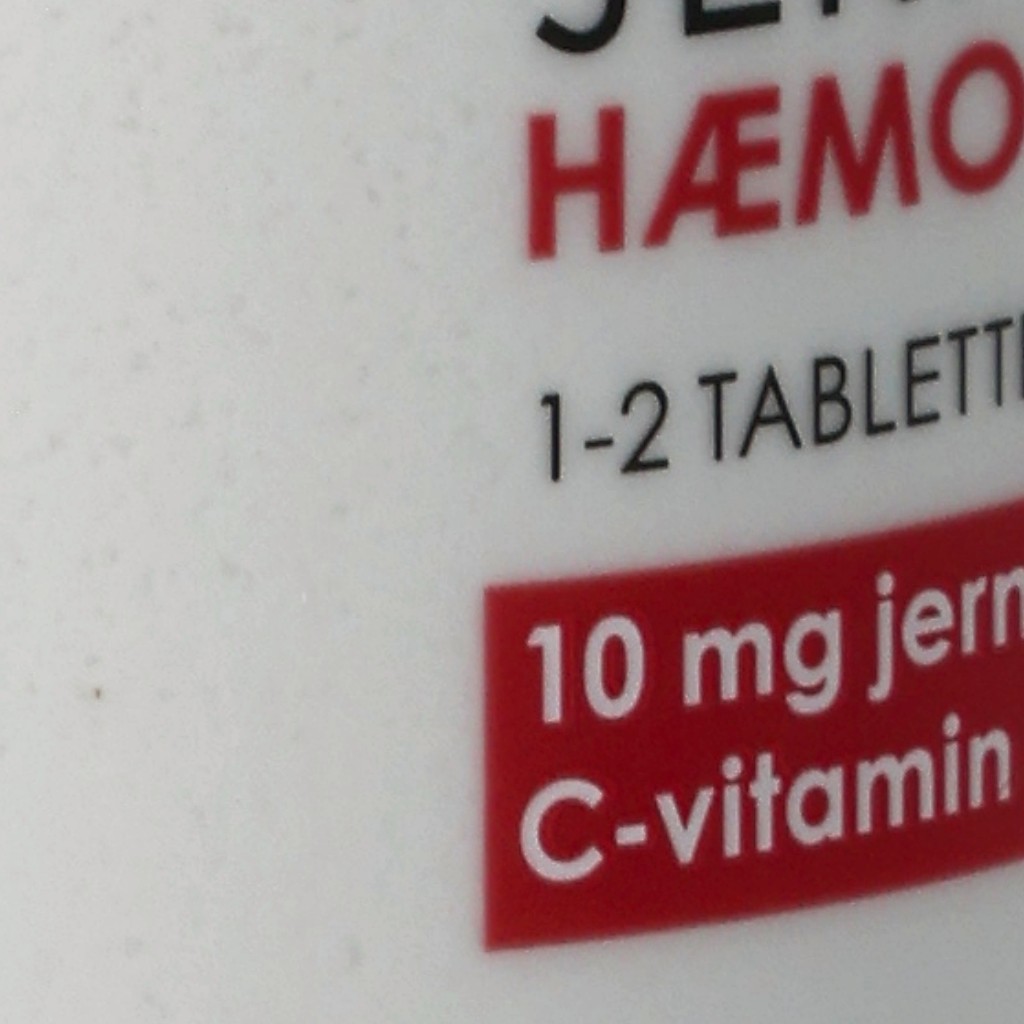 HÆMO
1-2 TABLETT
10 mg jern
C-vitamin